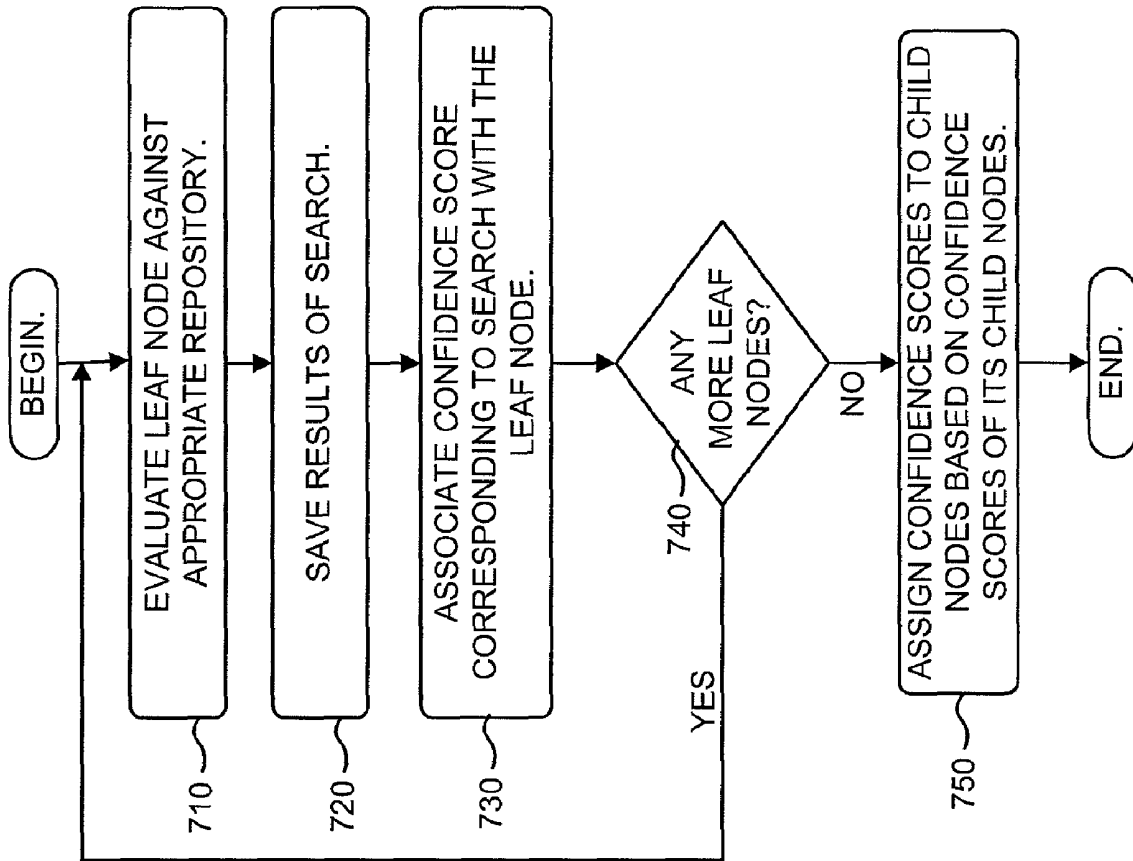 BEGIN.
EVALUATE LEAF NODE AGAINST
APPROPRIATE REPOSITORY.
710
SAVE RESULTS OF SEARCH.
720
ASSOCIATE CONFIDENCE SCORE
CORRESPONDING TO SEARCH WITH THE
LEAF NODE.
730
ANY
MORE LEAF
NODES?
740
YES
NO
ASSIGN CONFIDENCE SCORES TO CHILD
NODES BASED ON CONFIDENCE
SCORES OF ITS CHILD NODES.
750
END.